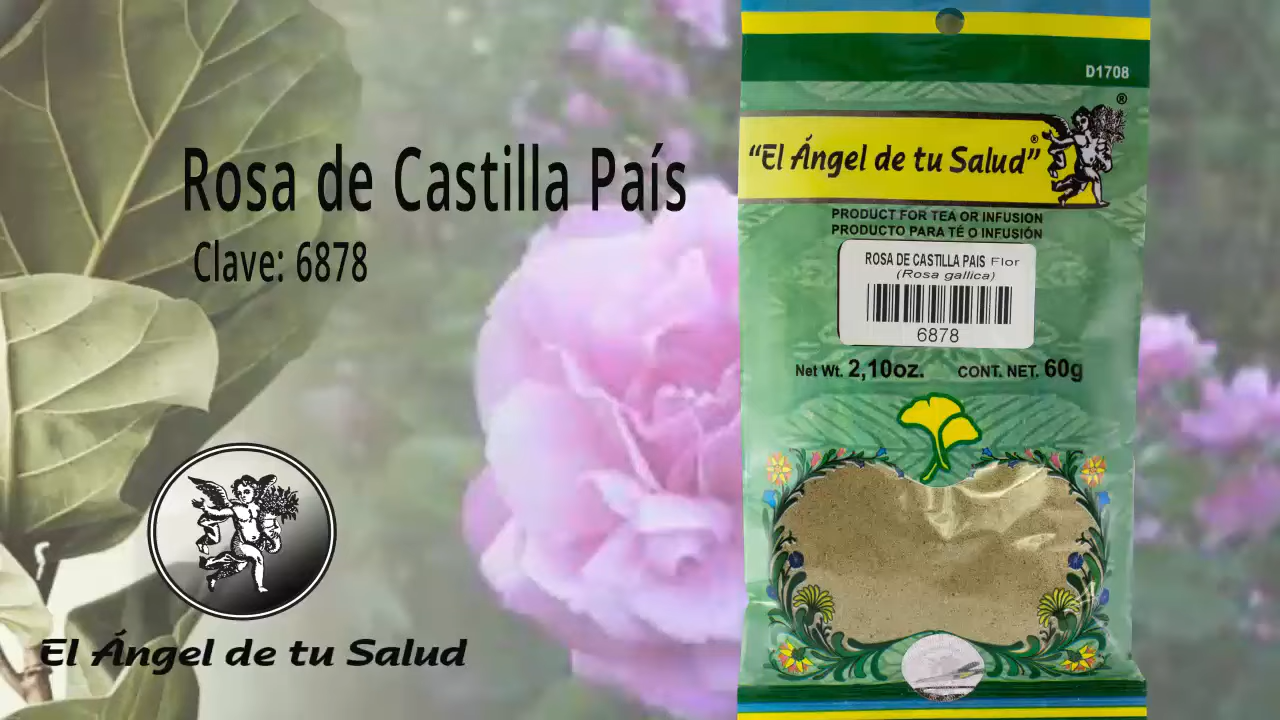 Rosa de Castilla País
Clave: 6878
El Ángel de tu Salud
D1708
®
“El Ángel de tu Salud”®
PRODUCT FOR TEA OR INFUSION
PRODUCTO PARA TÉ O INFUSIÓN
ROSA DE CASTILLA PAIS Flor
(Rosa gallica)
6878
Net Wt. 2,10oz. CONT. NET. 60g